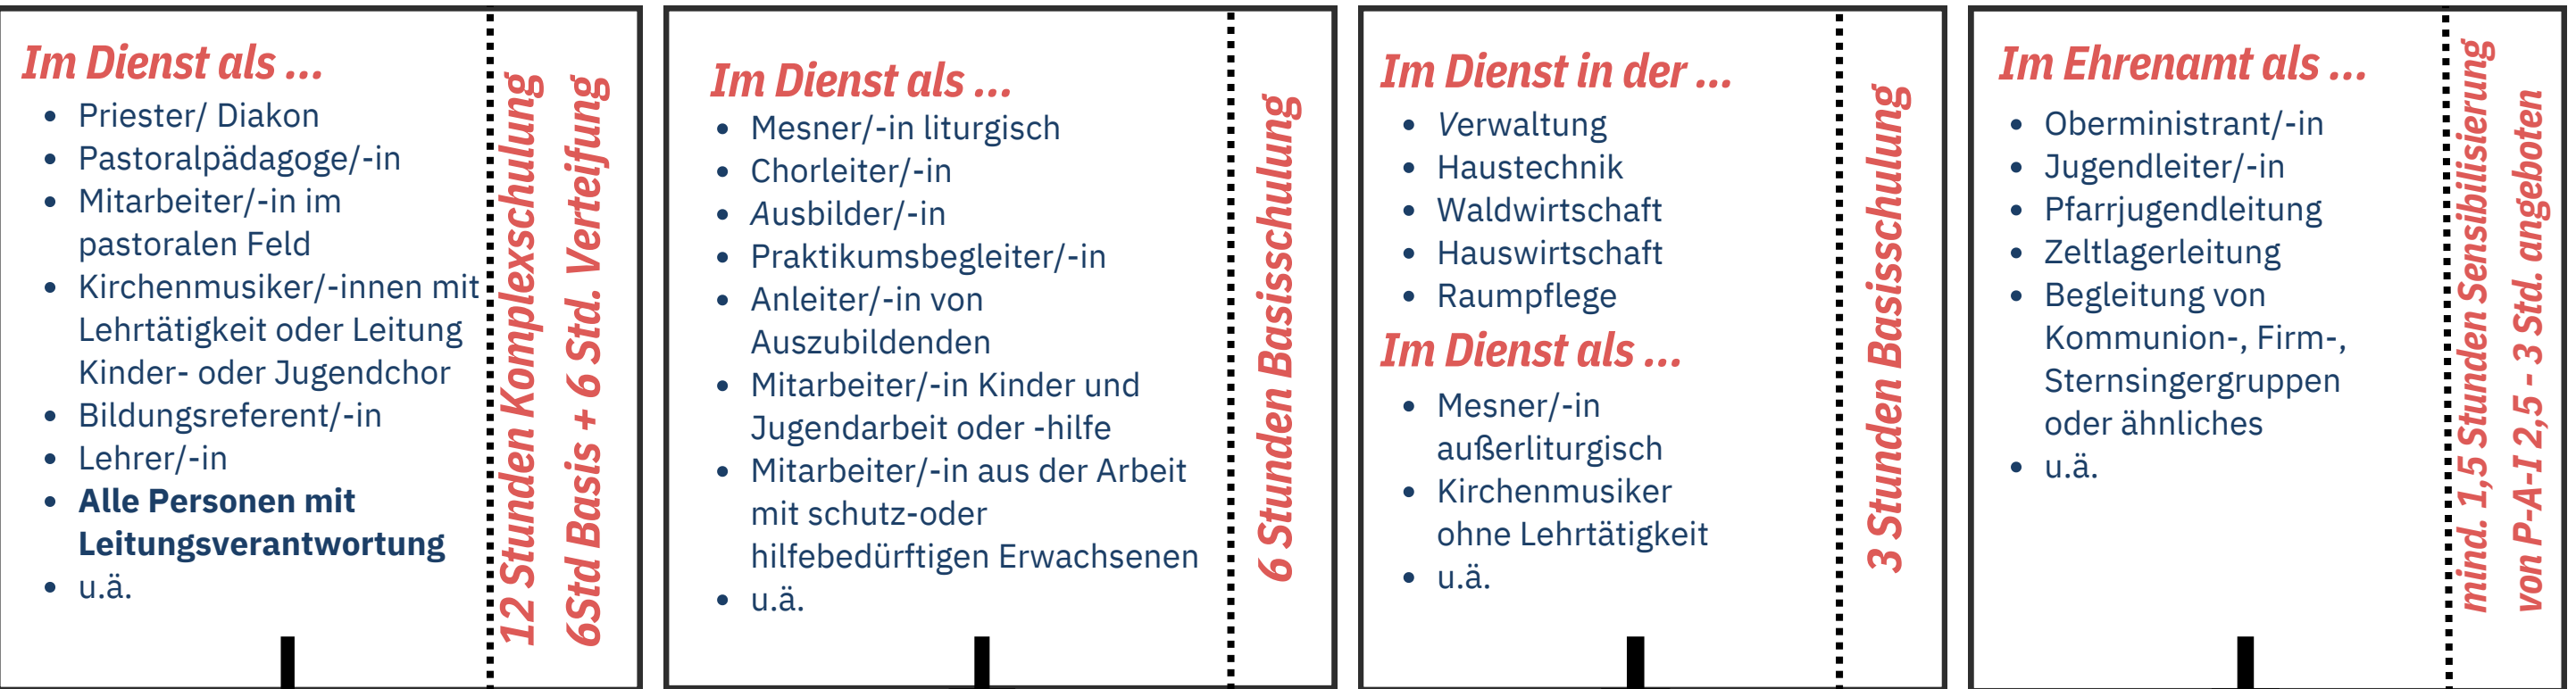 Im Dienst als ...
Priester/ Diakon
Pastoralpädagoge/-in
Mitarbeiter/-in im
pastoralen Feld
Kirchenmusiker/-innen mit
Lehrtätigkeit oder Leitung
Kinder- oder Jugendchor
Bildungsreferent/-in
Lehrer/-in
Alle Personen mit
Leitungsverantwortung
u.ä.
12 Stunden Komplexschulung
6Std Basis + 6 Std. Verteifung
Im Dienst als ...
Mesner/-in liturgisch
Chorleiter/-in
Ausbilder/-in
Praktikumsbegleiter/-in
Anleiter/-in von
Auszubildenden
Mitarbeiter/-in Kinder und
Jugendarbeit oder -hilfe
Mitarbeiter/-in aus der Arbeit
mit schutz-oder
hilfebedürftigen Erwachsenen
u.ä.
6 Stunden Basisschulung
Im Dienst in der ...
Verwaltung
Haustechnik
Waldwirtschaft
Hauswirtschaft
Raumpflege
Im Dienst als ...
Mesner/-in
außerliturgisch
Kirchenmusiker
ohne Lehrtätigkeit
u.ä.
3 Stunden Basisschulung
Im Ehrenamt als ...
Oberministrant/-in
Jugendleiter/-in
Pfarrjugendleitung
Zeltlagerleitung
Begleitung von
Kommunion-, Firm-,
Sternsingergruppen
oder ähnliches
u.ä.
mind. 1,5 Stunden Sensibilisierung
von P-A-I 2,5 - 3 Std. angeboten